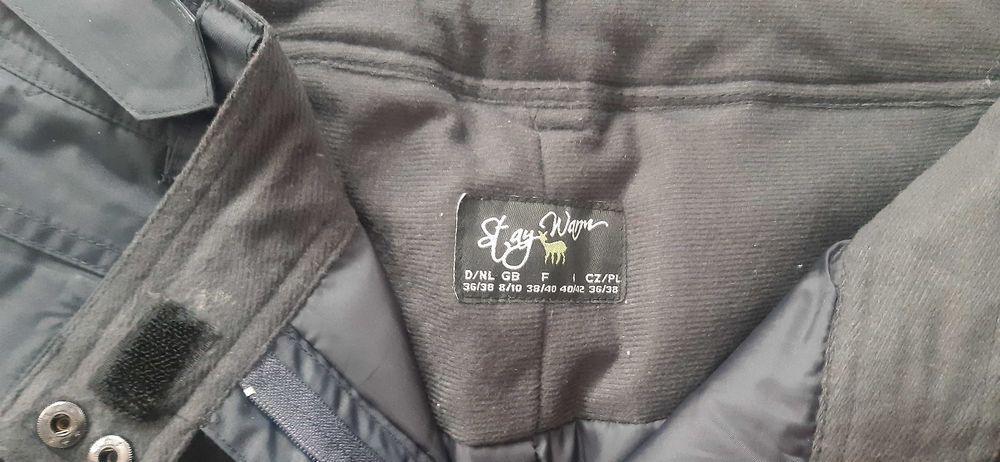 Stay Warm
D/NL GB F I CZ/PL
36/38 8/10 38/40 40/42 36/38